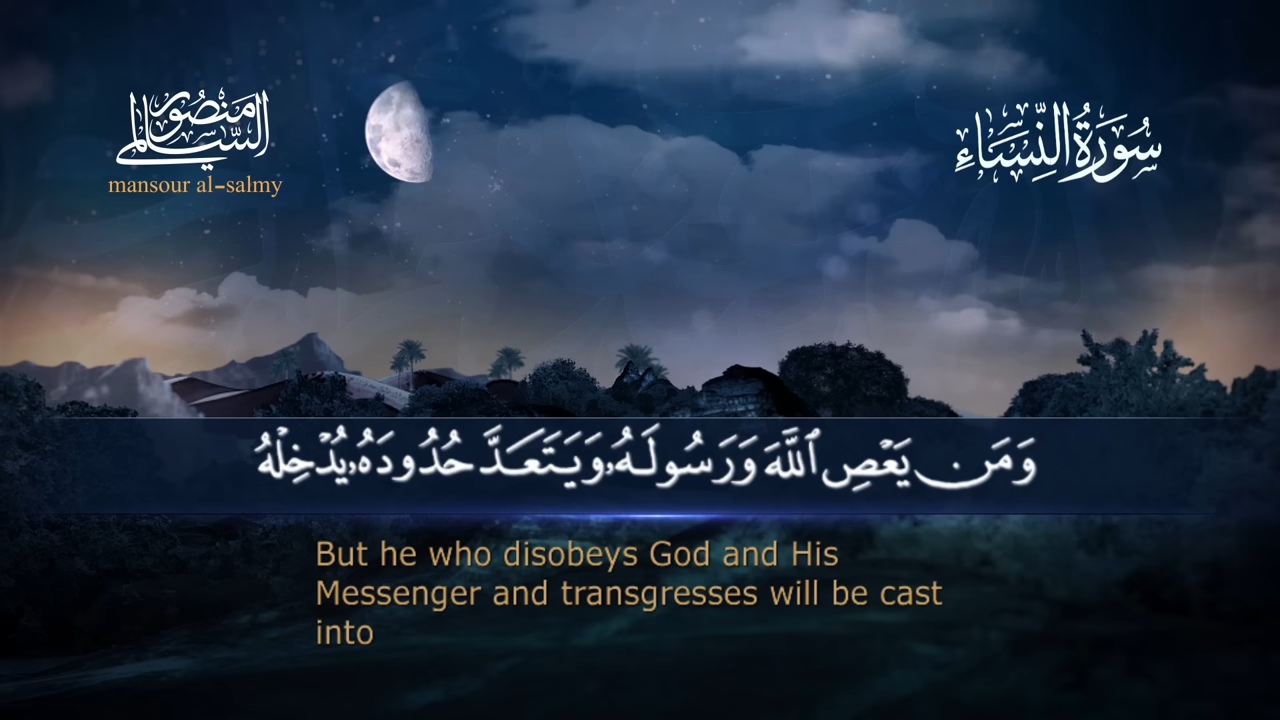 منصور السالمي
mansour al-salmy
سُورَةُ النِّسَاءِ
وَمَن يَعْصِ ٱللَّهَ وَرَسُولَهُۥ وَيَتَعَدَّ حُدُودَهُۥ يُدْخِلْهُ
But he who disobeys God and His
Messenger and transgresses will be cast
into